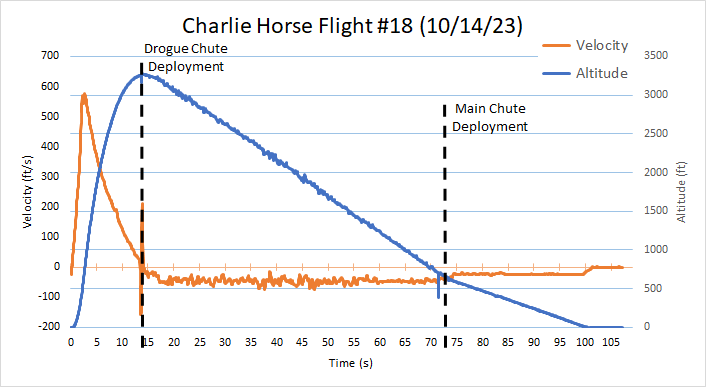 Charlie Horse Flight #18 (10/14/23)
Drogue Chute
Deployment
Velocity
Altitude
Main Chute
Deployment
700
600
500
400
300
200
100
0
-100
-200
Velocity (ft/s)
3500
3000
2500
2000
1500
1000
500
0
Altitude (ft)
0 5 10 15 20 25 30 35 40 45 50 55 60 65 70 75 80 85 90 95 100 105
Time (s)